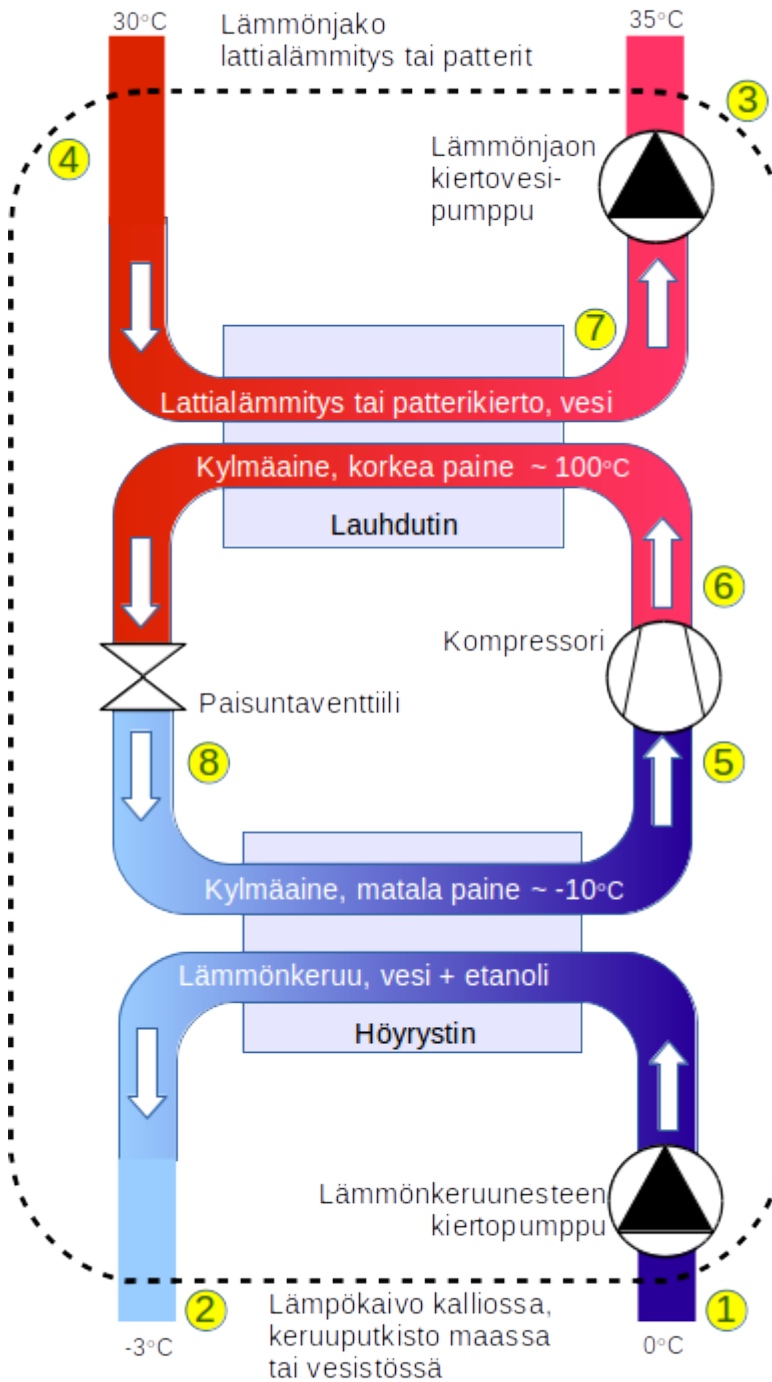 30°C
Lämmönjako
lattialämmitys tai patterit
35°C
3
4
Lämmönjaon
kiertovesi-
pumppu
7
Lattialämmitys tai patterikierto, vesi
Kylmäaine, korkea paine ~ 100°C
Lauhdutin
6
Kompressori
Paisuntaventtiili
8
5
Kylmäaine, matala paine ~ -10°C
Lämmönkeruu, vesi + etanoli
Höyrystin
Lämmönkeruunesteen
kiertopumppu
2
Lämpökaivo kalliossa,
keruuputkisto maassa
tai vesistössä
1
-3°C
0°C